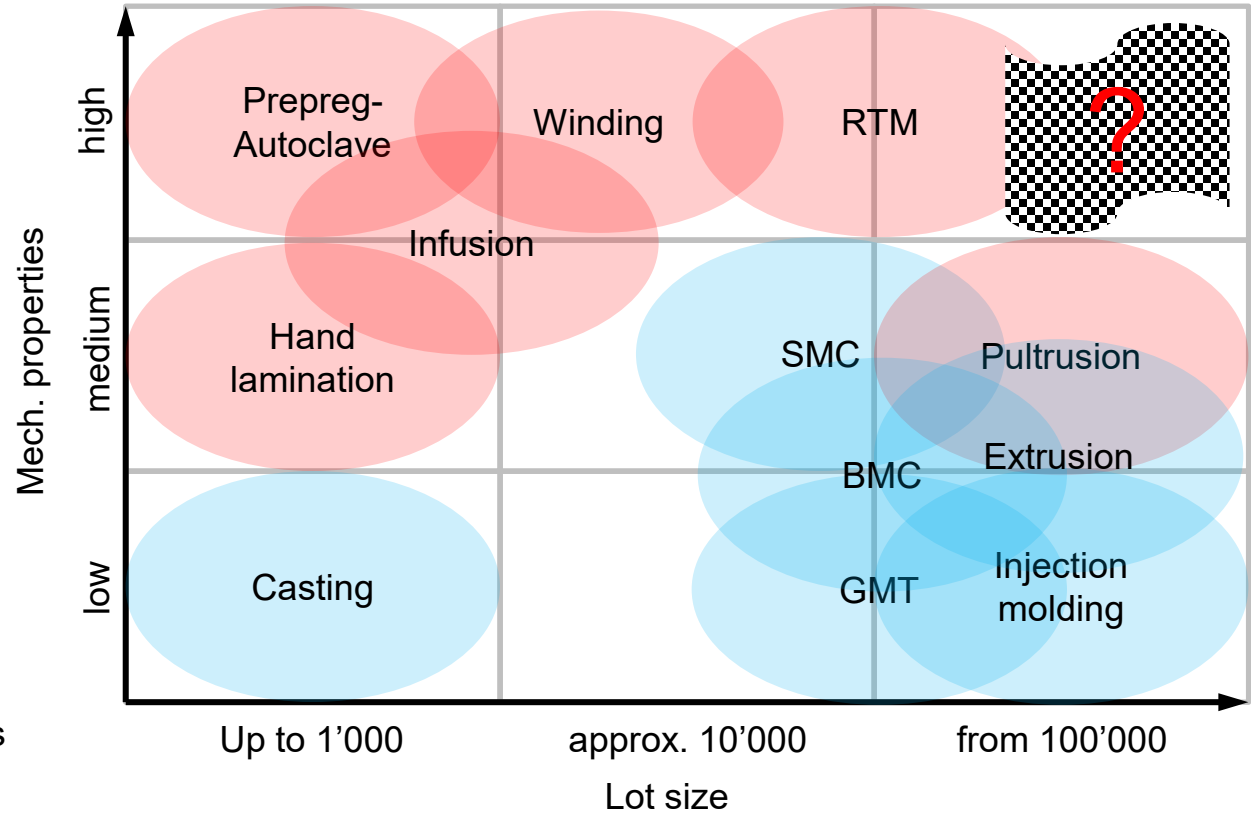 Mech. properties
high
medium
low
Prepreg-
Autoclave
Winding
RTM
?
Infusion
Hand
lamination
SMC
Pultrusion
Extrusion
BMC
Casting
GMT
Injection
molding
s
Up to 1’000
approx. 10’000
from 100’000
Lot size